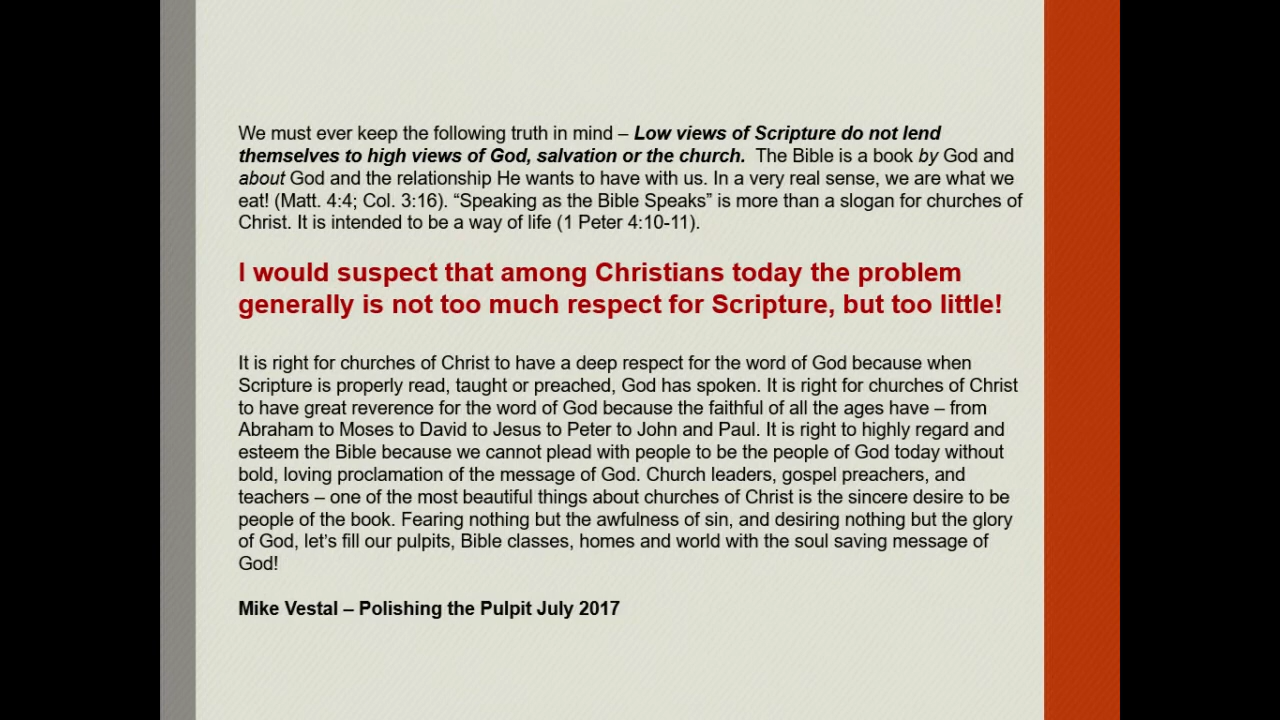 We must ever keep the following truth in mind – Low views of Scripture do not lend
themselves to high views of God, salvation or the church.  The Bible is a book by God and
about God and the relationship He wants to have with us. In a very real sense, we are what we
eat! (Matt. 4:4; Col. 3:16). “Speaking as the Bible Speaks” is more than a slogan for churches of
Christ. It is intended to be a way of life (1 Peter 4:10-11).
I would suspect that among Christians today the problem
generally is not too much respect for Scripture, but too little!
It is right for churches of Christ to have a deep respect for the word of God because when
Scripture is properly read, taught or preached, God has spoken. It is right for churches of Christ
to have great reverence for the word of God because the faithful of all the ages have – from
Abraham to Moses to David to Jesus to Peter to John and Paul. It is right to highly regard and
esteem the Bible because we cannot plead with people to be the people of God today without
bold, loving proclamation of the message of God. Church leaders, gospel preachers, and
teachers – one of the most beautiful things about churches of Christ is the sincere desire to be
people of the book. Fearing nothing but the awfulness of sin, and desiring nothing but the glory
of God, let’s fill our pulpits, Bible classes, homes and world with the soul saving message of
God!
Mike Vestal – Polishing the Pulpit July 2017